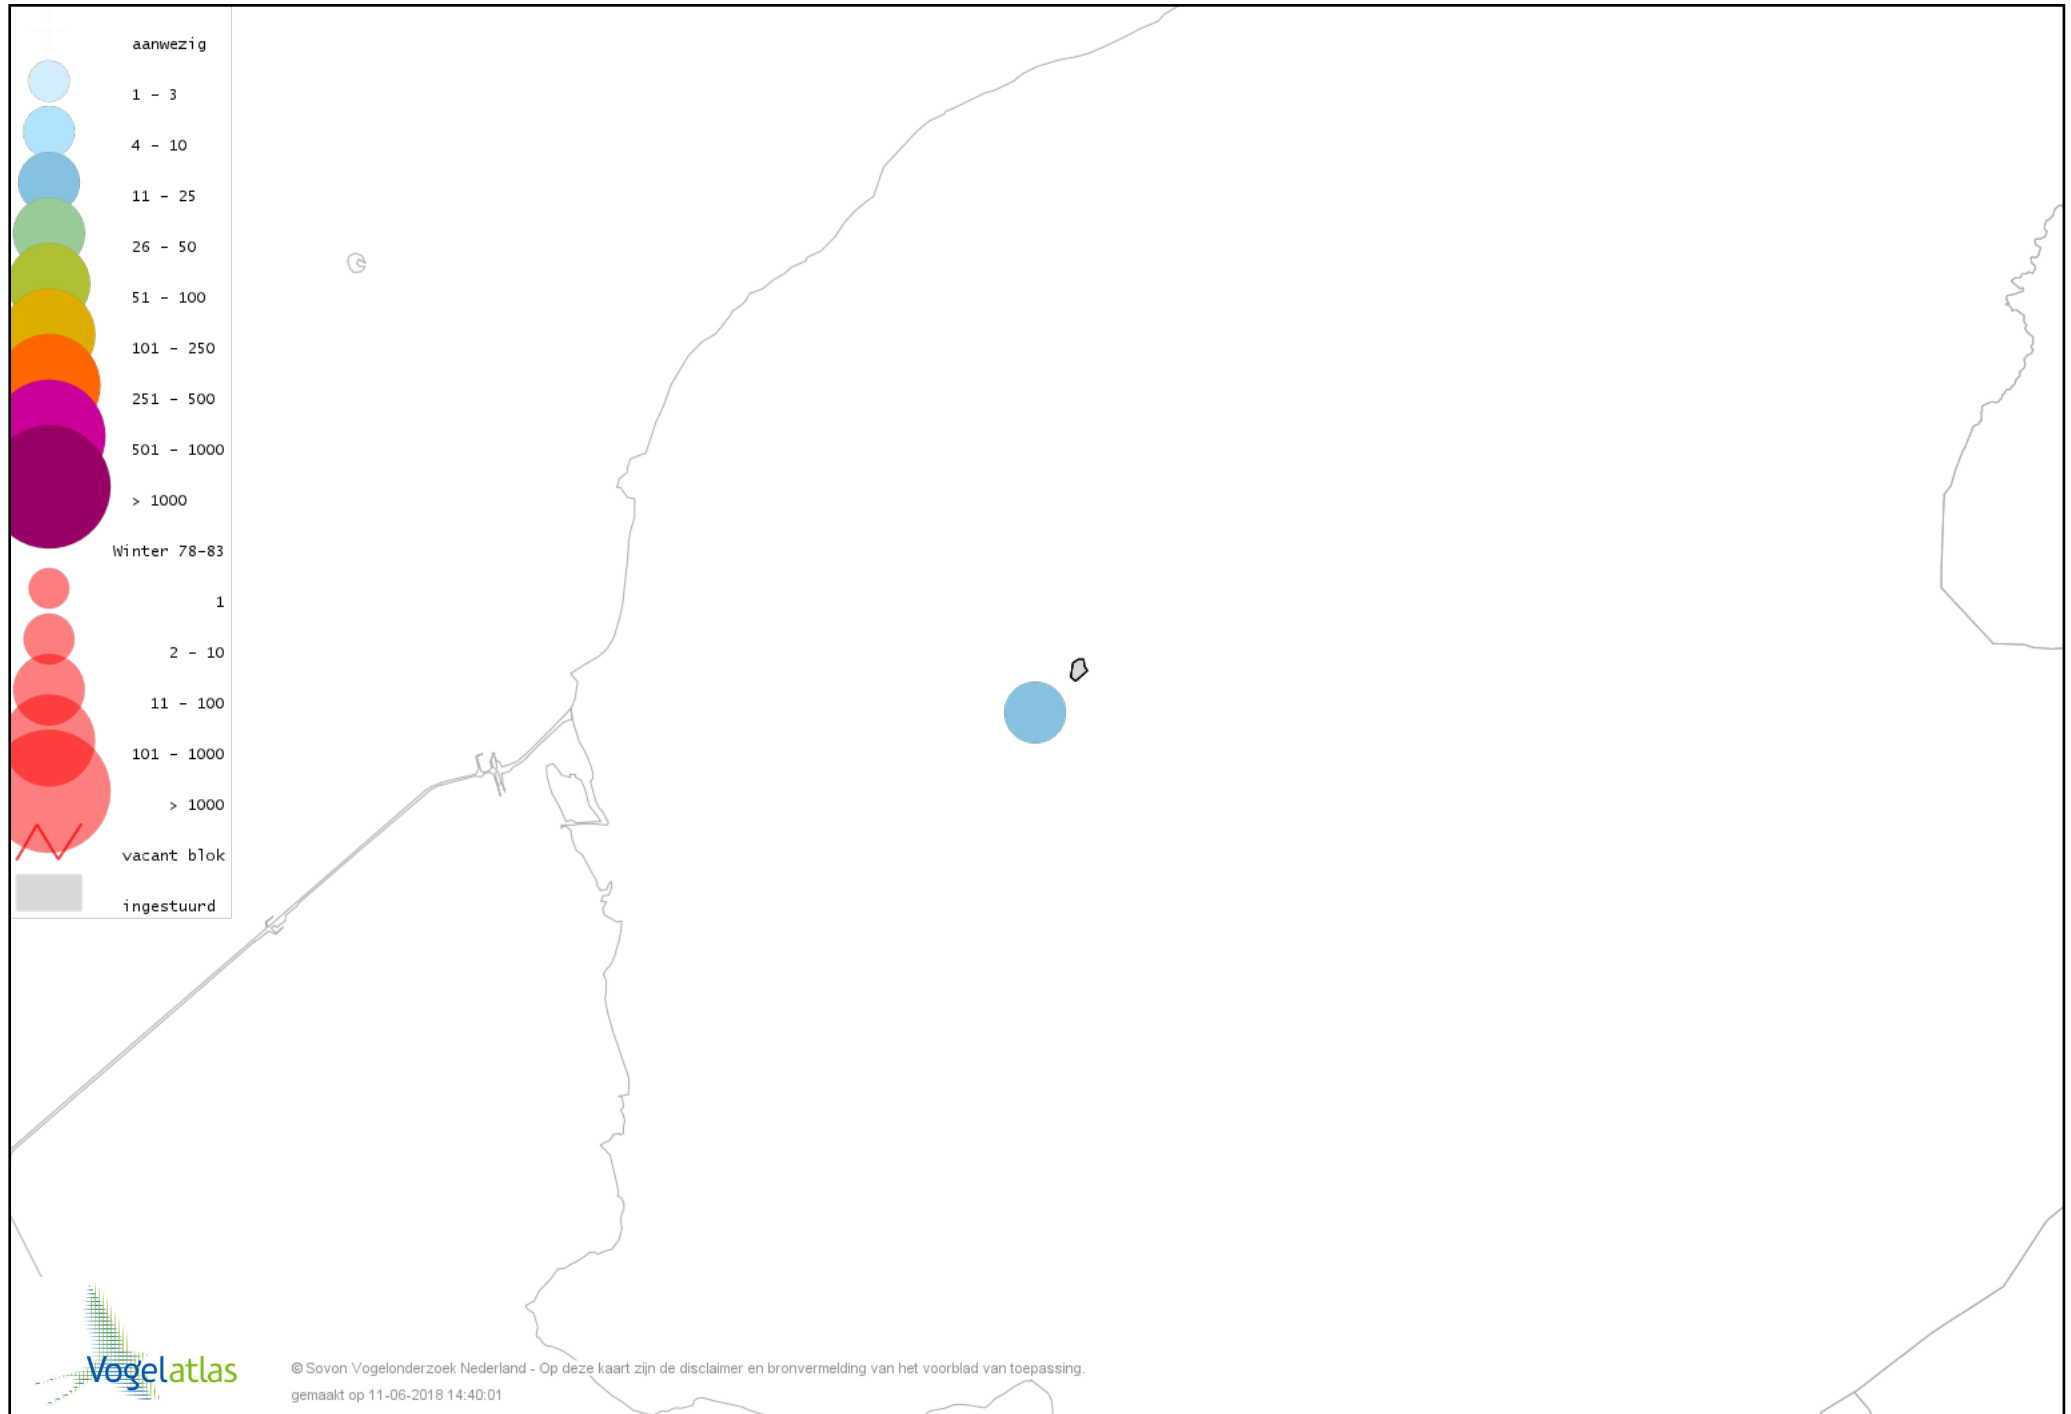 aanwezig
1 - 3
4 - 10
11 - 25
26 - 50
51 - 100
101 - 250
251 - 500
501 - 1000
> 1000
Winter 78-83
1
2 - 10
11 - 100
101 - 1000
> 1000
vacant blok
ingestuurd
Vogelatlas
© Sovon Vogelonderzoek Nederland - Op deze kaart zijn de disclaimer en bronvermelding van het voorblad van toepassing.
gemaakt op 11-06-2018 14:40:01